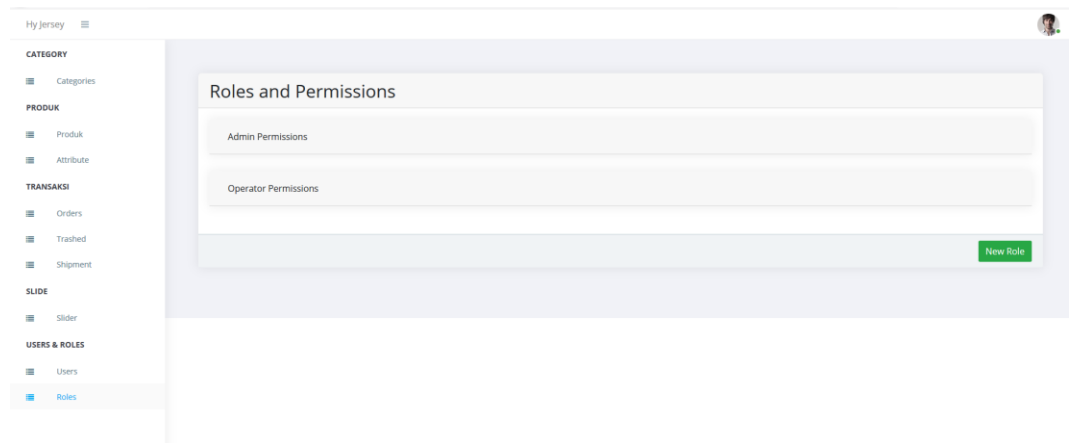 Hy Jersey
CATEGORY
Categories
PRODUK
Produk
Attribute
TRANSAKSI
Orders
Trashed
Shipment
SLIDE
Slider
USERS & ROLES
Users
Roles
Roles and Permissions
Admin Permissions
Operator Permissions
New Role